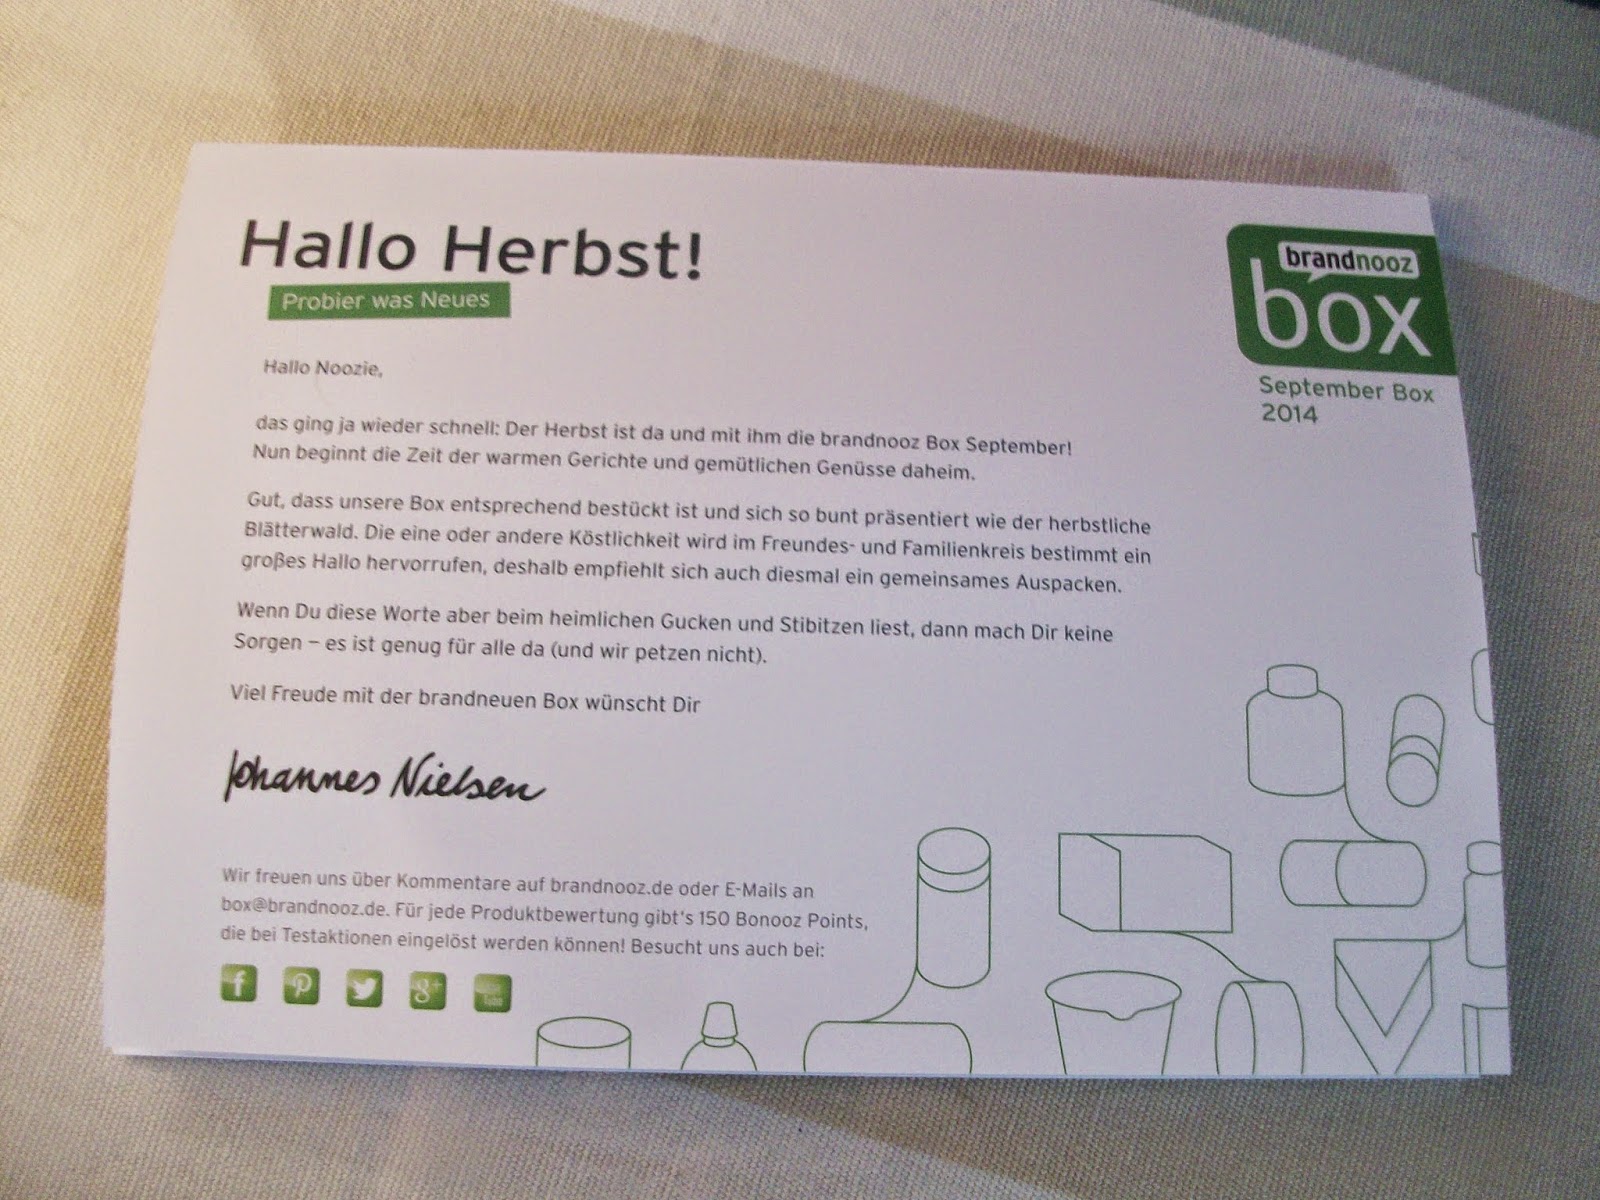 Hallo Herbst!
Probier was Neues
brandnooz
box
September Box
2014
Hallo Noozie,
das ging ja wieder schnell: Der Herbst ist da und mit ihm die brandnooz Box September!
Nun beginnt die Zeit der warmen Gerichte und gemütlichen Genüsse daheim.
Gut, dass unsere Box entsprechend bestückt ist und sich so bunt präsentiert wie der herbstliche
Blätterwald. Die eine oder andere Köstlichkeit wird im Freundes- und Familienkreis bestimmt ein
großes Hallo hervorrufen, deshalb empfiehlt sich auch diesmal ein gemeinsames Auspacken.
Wenn Du diese Worte aber beim heimlichen Gucken und Stibitzen liest, dann mach Dir keine
Sorgen – es ist genug für alle da (und wir petzen nicht).
Viel Freude mit der brandneuen Box wünscht Dir
Johannes Nielsen
Wir freuen uns über Kommentare auf brandnooz.de oder E-Mails an
box@brandnooz.de. Für jede Produktbewertung gibt's 150 Bonooz Points,
die bei Testaktionen eingelöst werden können! Besucht uns auch bei:
f P g+ You Tube